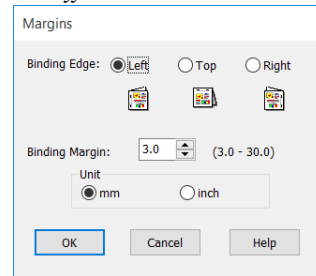 Margins
Binding Edge: Left Top Right
Binding Margin: 3.0 (3.0 - 30.0)
Unit
mm inch
OK Cancel Help